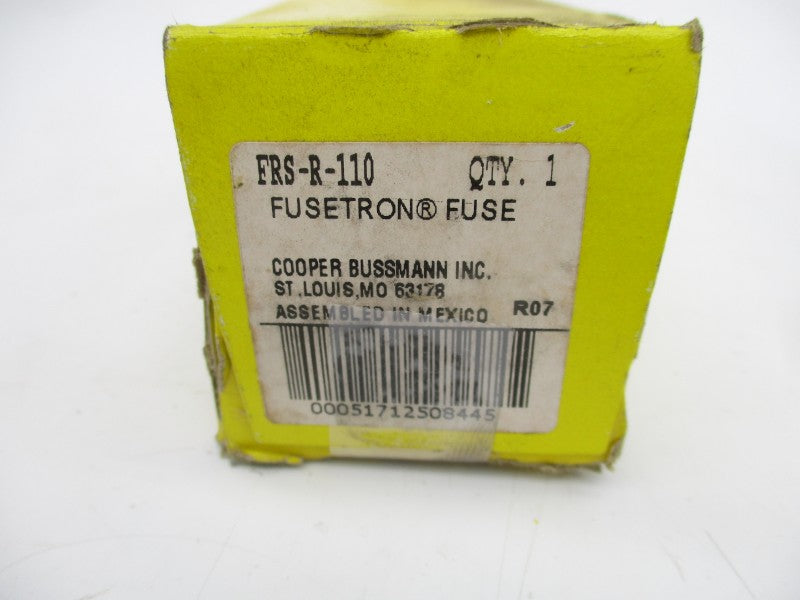 FRS-R-110 QTY. 1
FUSETRON® FUSE
COOPER BUSSMANN INC.
ST.LOUIS,MO 63178
ASSEMBLED IN MEXICO R07
00051712508445